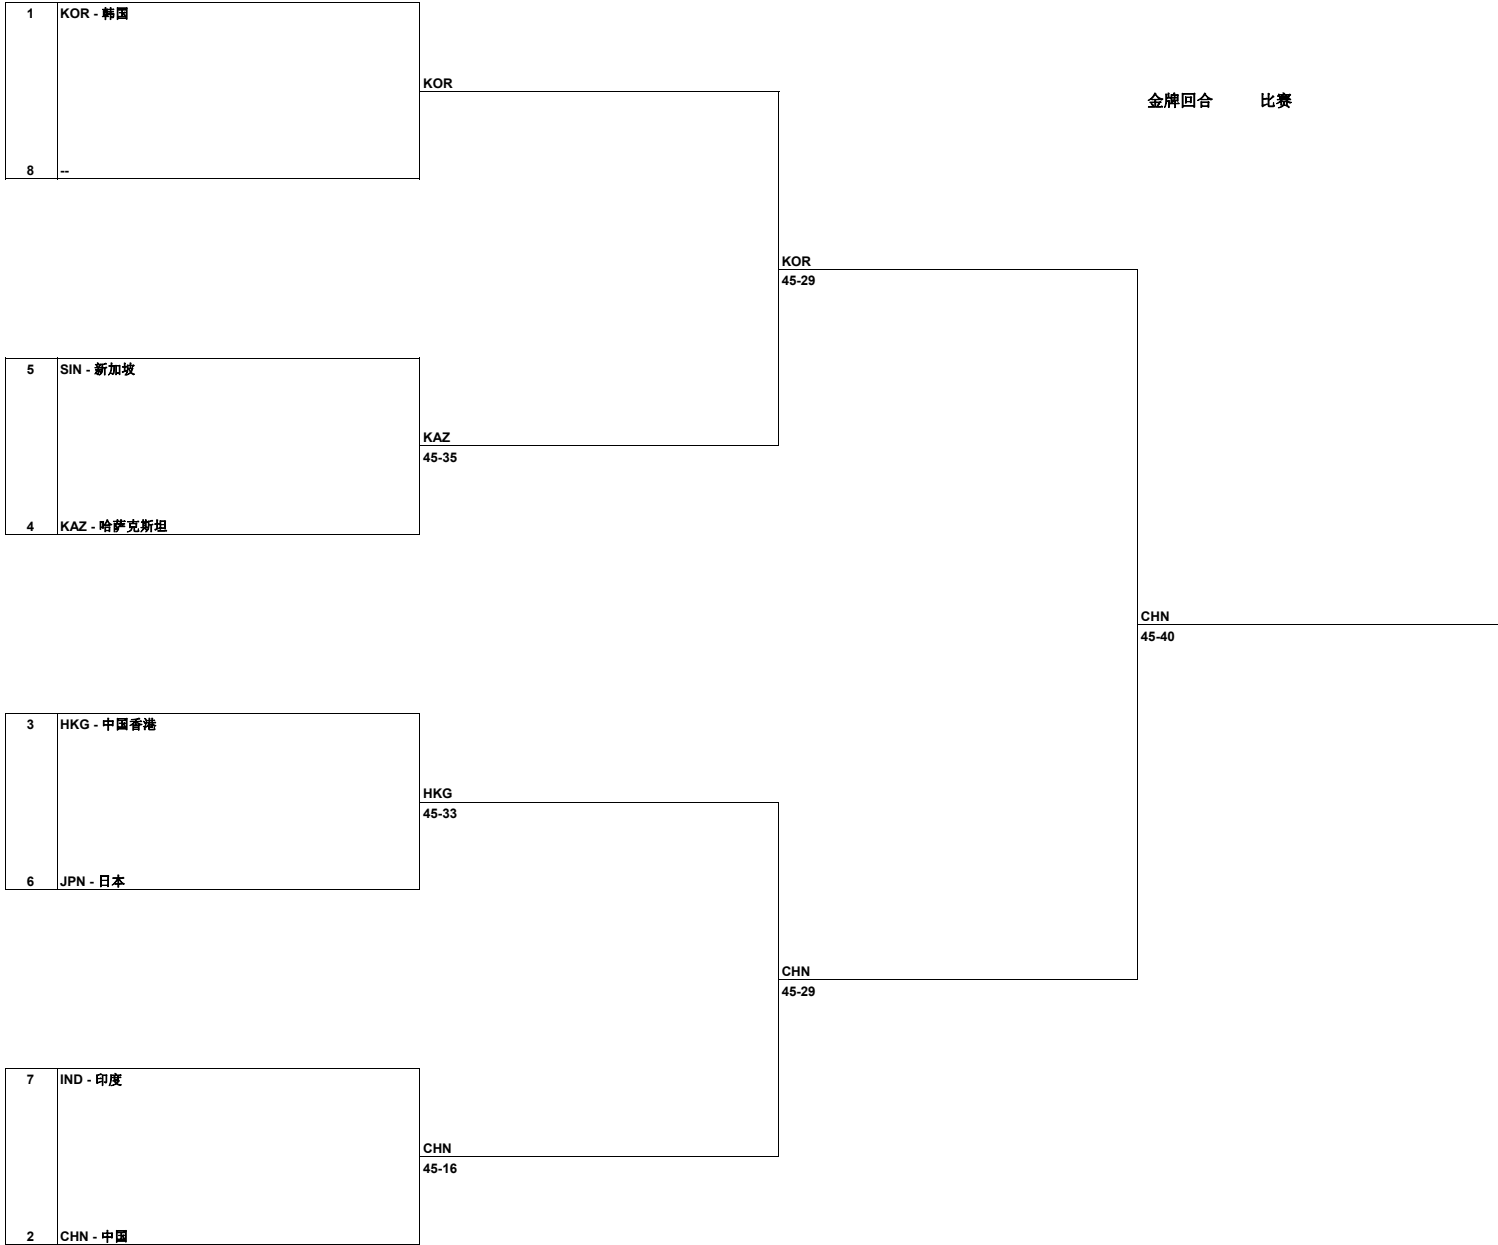 1 KOR - 韩国
KOR
金牌回合 比赛
8 --
KOR
45-29
5 SIN - 新加坡
KAZ
45-35
4 KAZ - 哈萨克斯坦
CHN
45-40
3 HKG - 中国香港
HKG
45-33
6 JPN - 日本
CHN
45-29
7 IND - 印度
CHN
45-16
2 CHN - 中国